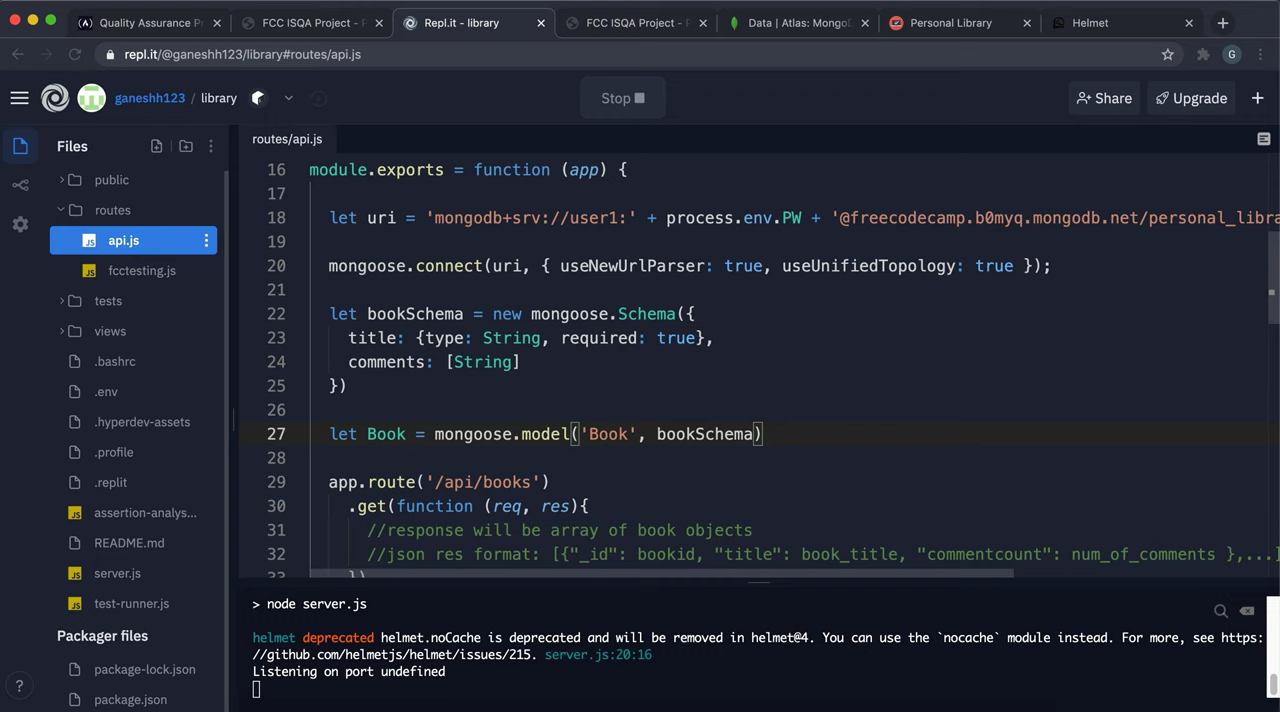 Quality Assurance P
FCC ISQA Project -
Repl.it - library
FCC ISQA Project -
Data | Atlas: MongoD
Personal Library
Helmet
repl.it/@ganeshh123/library#routes/api.js
G
ganeshh123 / library
Stop
Share
Upgrade
Files
routes/api.js
public
routes
api.js
fcctesting.js
tests
views
.bashrc
.env
.hyperdev-assets
.profile
.replit
assertion-analys...
README.md
server.js
test-runner.js
Packager files
package-lock.json
package.json
16 module.exports = function (app) {
17
18 let uri = 'mongodb+srv://user1:' + process.env.PW + '@freecodecamp.b0myq.mongodb.net/personal_libra
19
20 mongoose.connect(uri, { useNewUrlParser: true, useUnifiedTopology: true });
21
22 let bookSchema = new mongoose.Schema({
23 title: {type: String, required: true},
24 comments: [String]
25 })
26
27 let Book = mongoose.model('Book', bookSchema)
28
29 app.route('/api/books')
30 .get(function (req, res){
31 //response will be array of book objects
32 //json res format: [{"_id": bookid, "title": book_title, "commentcount": num_of_comments },...]
33 })
> node server.js
helmet deprecated helmet.noCache is deprecated and will be removed in helmet@4. You can use the `nocache` module instead. For more, see https:
//github.com/helmetjs/helmet/issues/215. server.js:20:16
Listening on port undefined
?